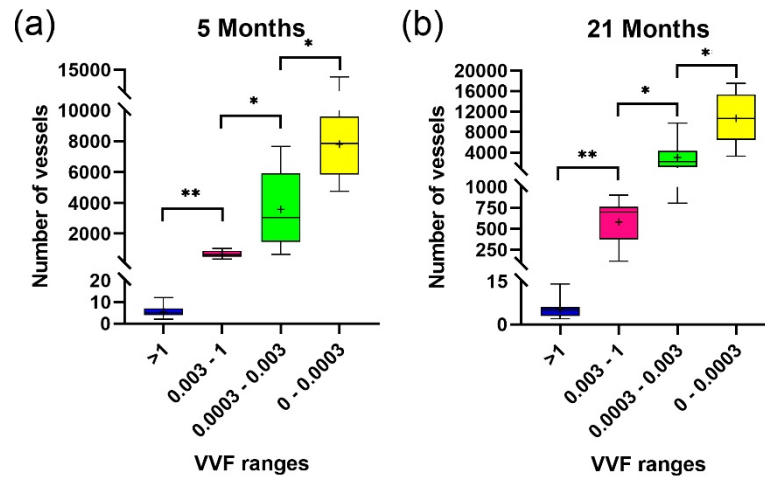 (a)
5 Months
Number of vessels
15000
10000
8000
6000
4000
2000
20
10
0
**
*
*
>1
0.003 - 1
0.0003 - 0.003
0 - 0.0003
VVF ranges
(b)
21 Months
Number of vessels
20000
16000
12000
8000
4000
1000
750
500
250
15
0
**
*
*
>1
0.003 - 1
0.0003 - 0.003
0 - 0.0003
VVF ranges